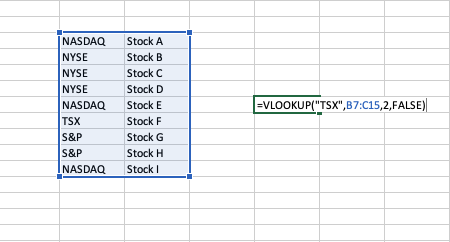 NASDAQ Stock A
NYSE Stock B
NYSE Stock C
NYSE Stock D
NASDAQ Stock E =VLOOKUP("TSX",B7:C15,2,FALSE)
TSX Stock F
S&P Stock G
S&P Stock H
NASDAQ Stock I